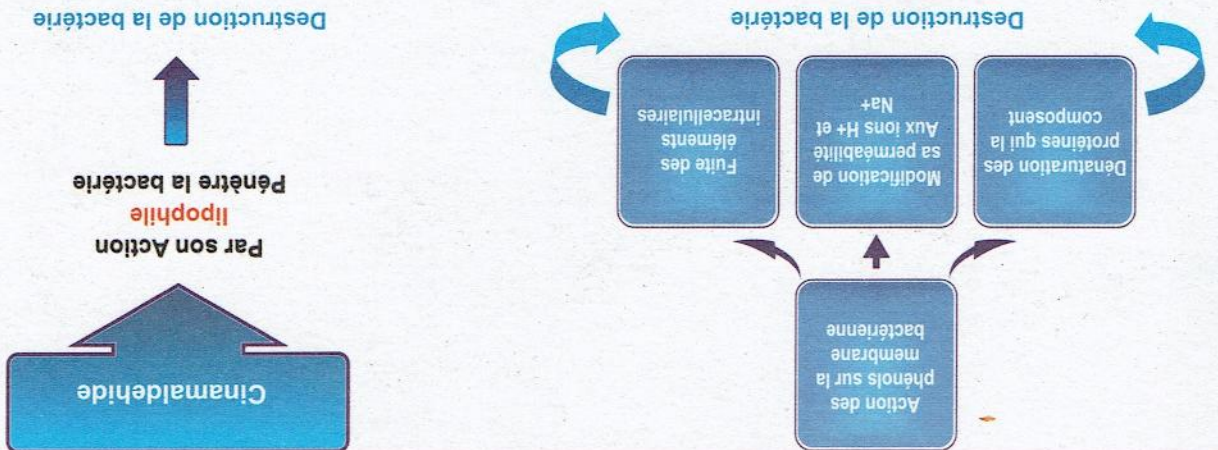 Action des
phénols sur la
membrane
bactérienne
Dénaturation des
protéines qui la
composent
Modification de
sa perméabilité
Aux ions H+ et
Na+
Fuite des
éléments
intracellulaires
Destruction de la bactérie
Cinamaldehide
Par son Action
lipophile
Pénètre la bactérie
Destruction de la bactérie